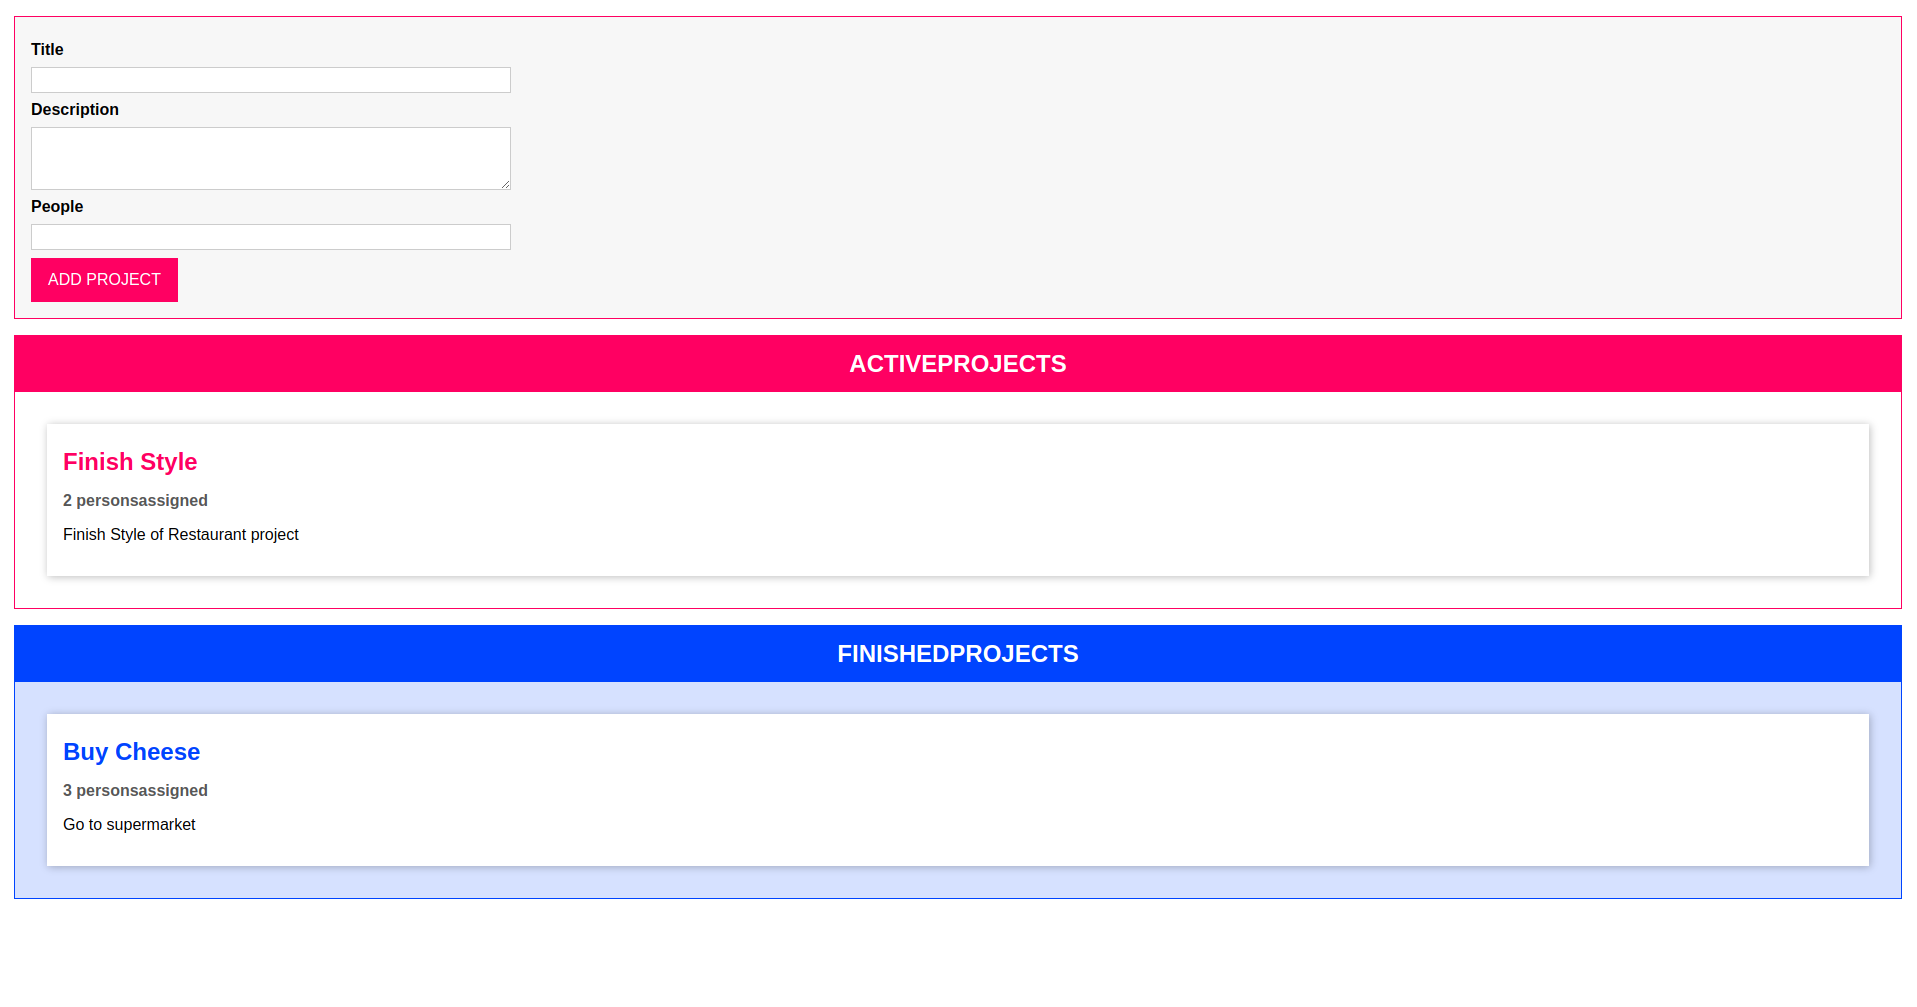 Title
Description
People
ADD PROJECT
ACTIVEPROJECTS
Finish Style
2 personsassigned
Finish Style of Restaurant project
FINISHEDPROJECTS
Buy Cheese
3 personsassigned
Go to supermarket